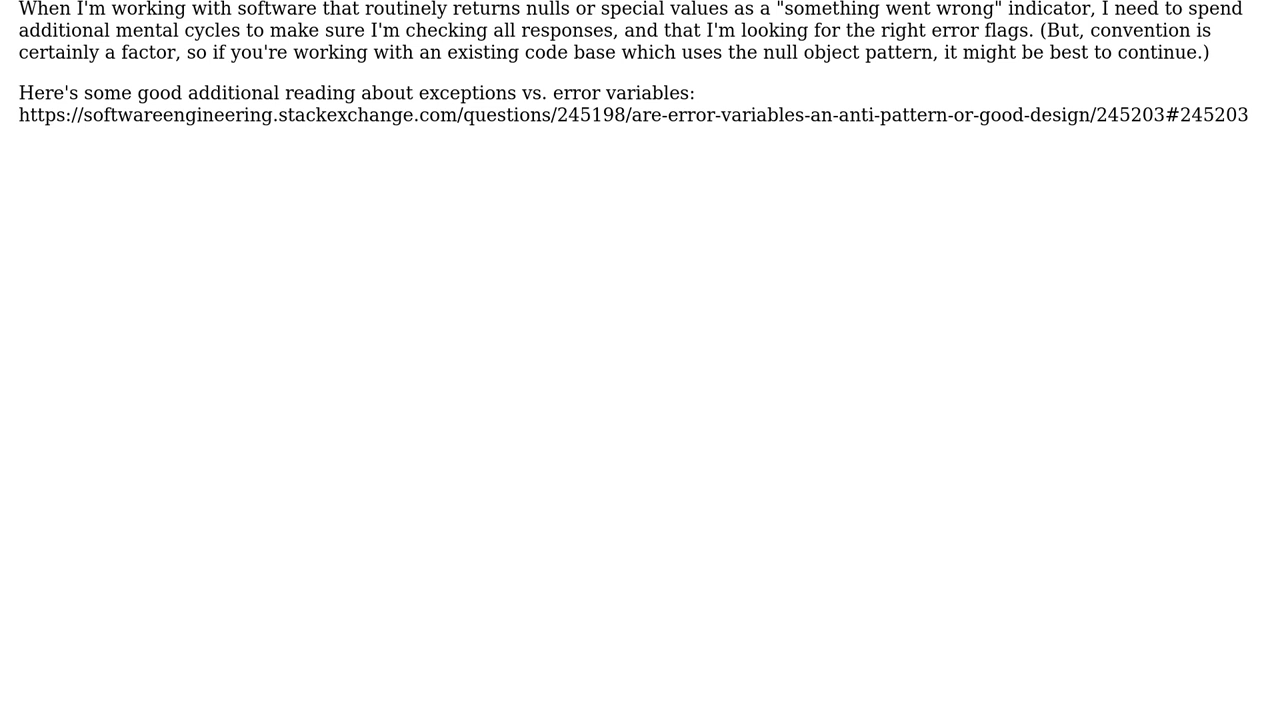 When I'm working with software that routinely returns nulls or special values as a "something went wrong" indicator, I need to spend
additional mental cycles to make sure I'm checking all responses, and that I'm looking for the right error flags. (But, convention is
certainly a factor, so if you're working with an existing code base which uses the null object pattern, it might be best to continue.)
Here's some good additional reading about exceptions vs. error variables:
https://softwareengineering.stackexchange.com/questions/245198/are-error-variables-an-anti-pattern-or-good-design/245203#245203